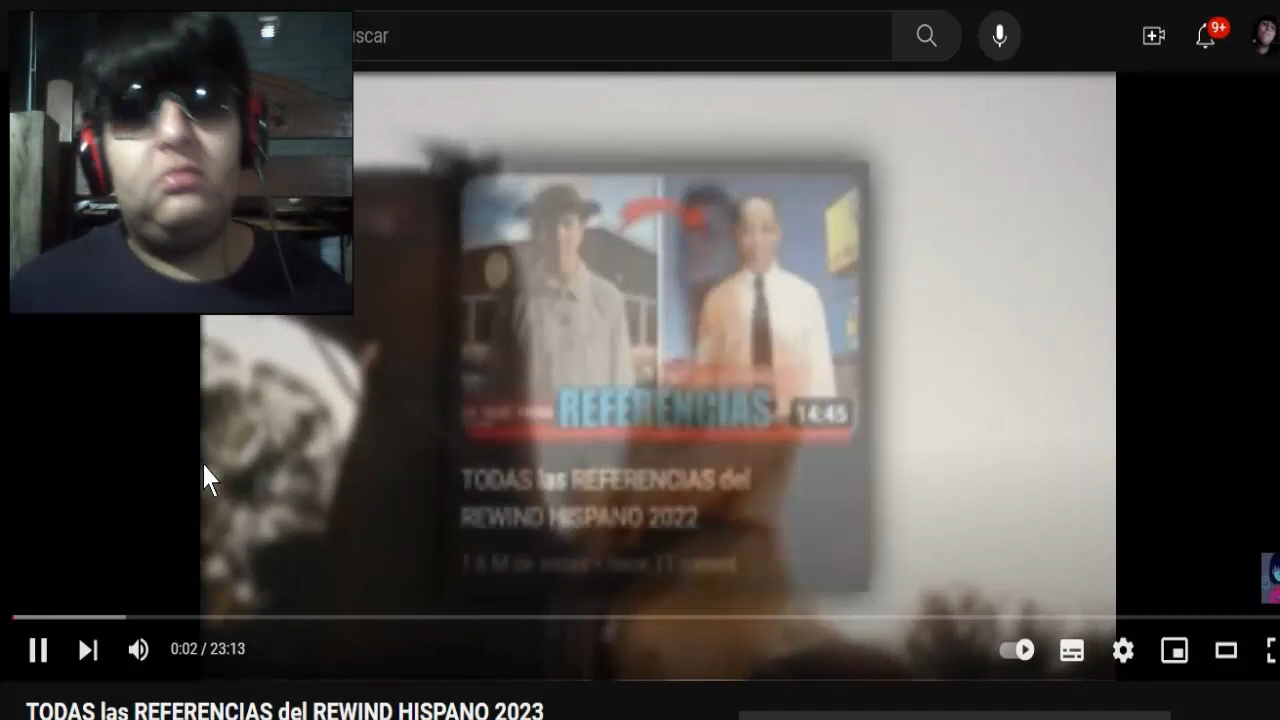 scar
9+
REFERENCIAS
14:45
TODAS las REFERENCIAS del
REWIND HISPANO 2022
0:02 / 23:13
TODAS las REFERENCIAS del REWIND HISPANO 2023